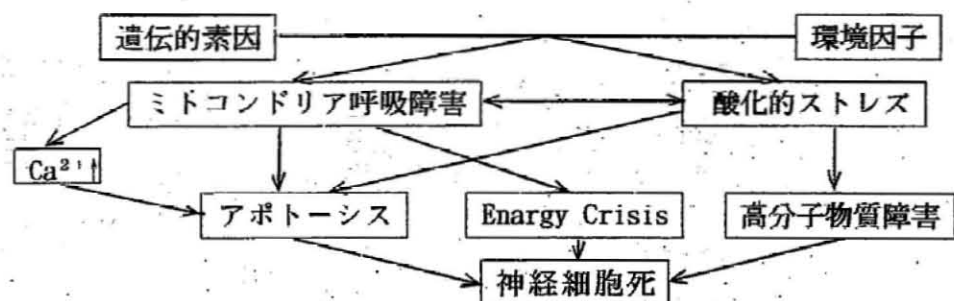 遺伝的素因 環境因子
ミトコンドリア呼吸障害 酸化的ストレズ
Ca²⁺↑
アポトーシス Enargy Crisis 高分子物質障害
神経細胞死